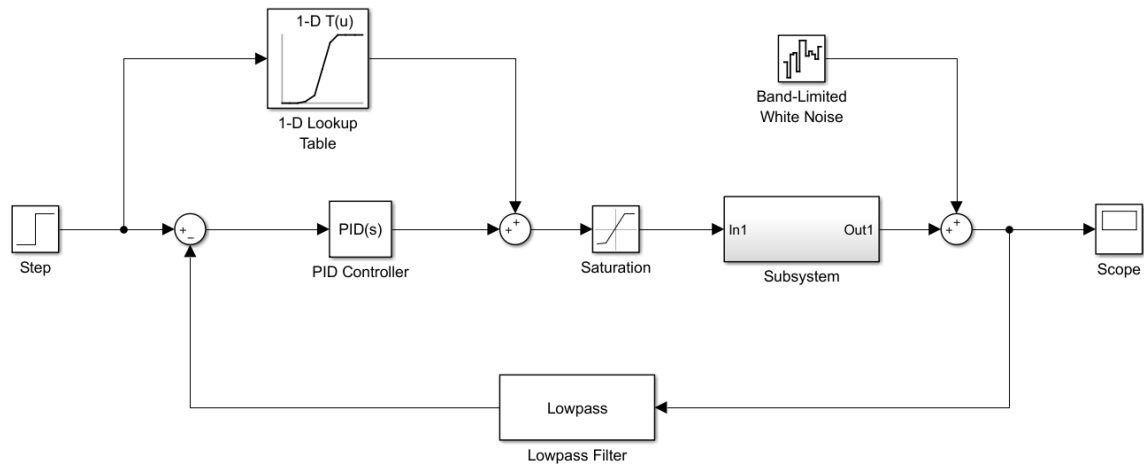 1-D T(u)
1-D Lookup
Table
Band-Limited
White Noise
Step
+
−
PID(s)
PID Controller
+
+
Saturation
In1
Out1
Subsystem
+
+
Scope
Lowpass
Lowpass Filter